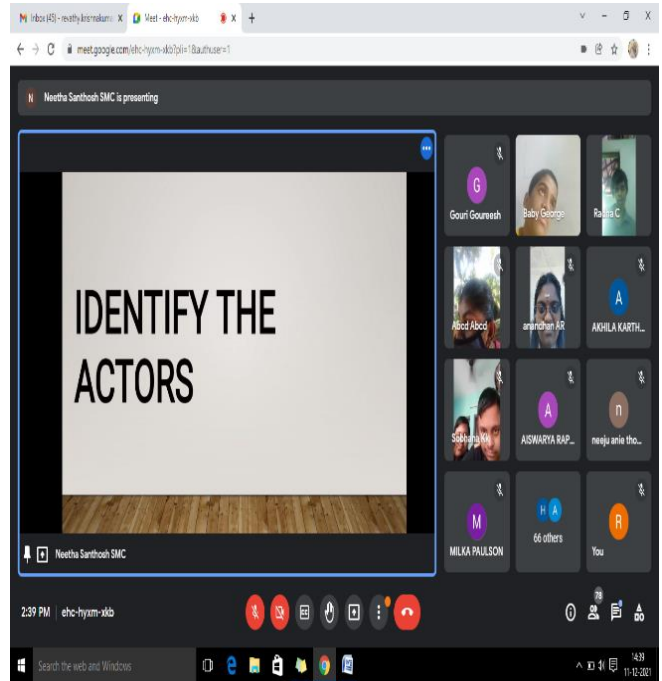 Inbox (45) - revathy.krishnakuma
Meet - ehc-hyxm-xkb
meet.google.com/ehc-hyxm-xkb?pli=1&authuser=1
N Neetha Santhosh SMC is presenting
IDENTIFY THE
ACTORS
Neetha Santhosh SMC
G
Gouri Goureesh
Baby George
Rasna C
Abcd Abcd
anandhan AR
A
AKHILA KARTH...
Sobhana Kk
A
AISWARYA RAP...
n
neeju anie tho...
M
MILKA PAULSON
H A
66 others
R
You
2:39 PM | ehc-hyxm-xkb
78
Search the web and Windows
14:39
11-12-2021